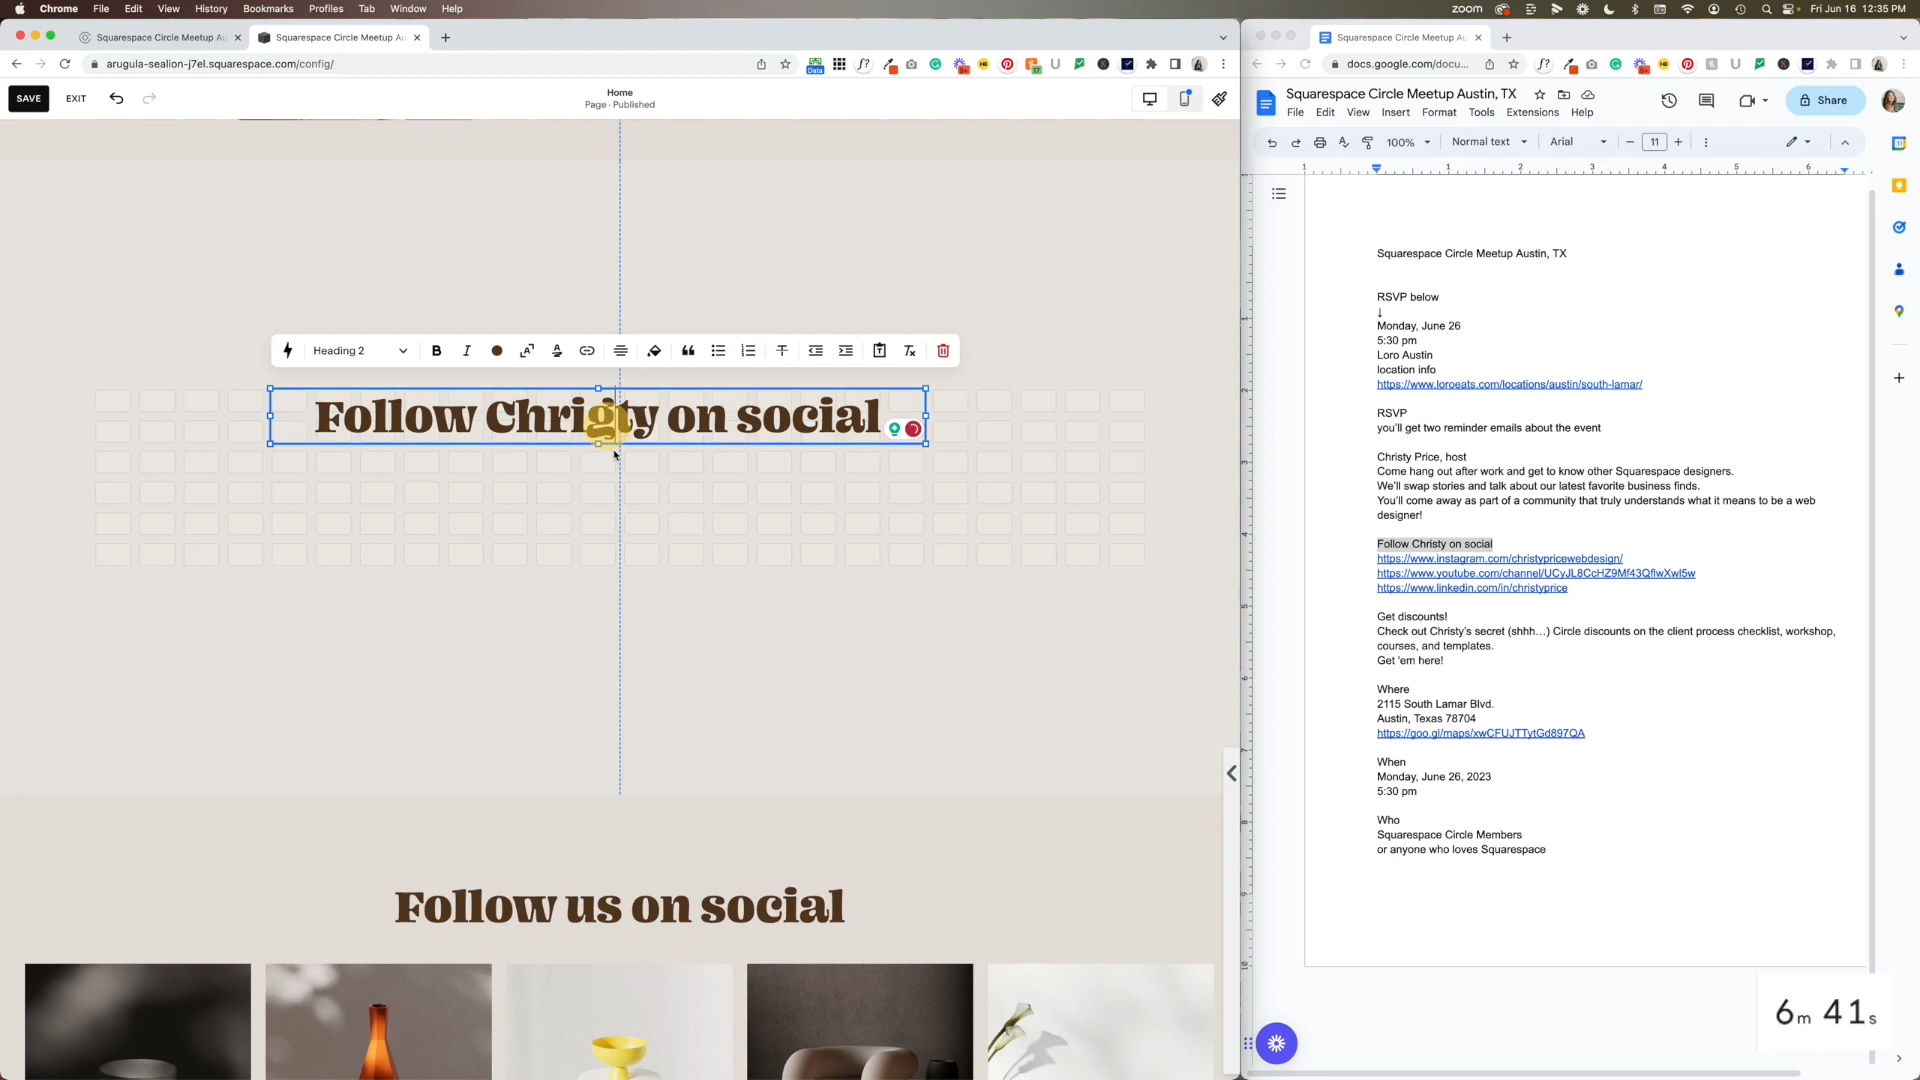 Chrome File Edit View History Bookmarks Profiles Tab Window Help
zoom Fri Jun 16 12:35 PM
Squarespace Circle Meetup Au
Squarespace Circle Meetup Au
arugula-sealion-j7el.squarespace.com/config/
SAVE EXIT
Home
Page · Published
Heading 2
Follow Christy on social
Follow us on social
Squarespace Circle Meetup Au
docs.google.com/docu...
Squarespace Circle Meetup Austin, TX
File Edit View Insert Format Tools Extensions Help
Share
100% Normal text Arial 11
Squarespace Circle Meetup Austin, TX
RSVP below
↓
Monday, June 26
5:30 pm
Loro Austin
location info
https://www.loroeats.com/locations/austin/south-lamar/
RSVP
you'll get two reminder emails about the event
Christy Price, host
Come hang out after work and get to know other Squarespace designers.
We'll swap stories and talk about our latest favorite business finds.
You'll come away as part of a community that truly understands what it means to be a web
designer!
Follow Christy on social
https://www.instagram.com/christypricewebdesign/
https://www.youtube.com/channel/UCyJL8CcHZ9Mf43QflwXwI5w
https://www.linkedin.com/in/christyprice
Get discounts!
Check out Christy's secret (shhh…) Circle discounts on the client process checklist, workshop,
courses, and templates.
Get 'em here!
Where
2115 South Lamar Blvd.
Austin, Texas 78704
https://goo.gl/maps/xwCFUJTTytGd897QA
When
Monday, June 26, 2023
5:30 pm
Who
Squarespace Circle Members
or anyone who loves Squarespace
6m 41s